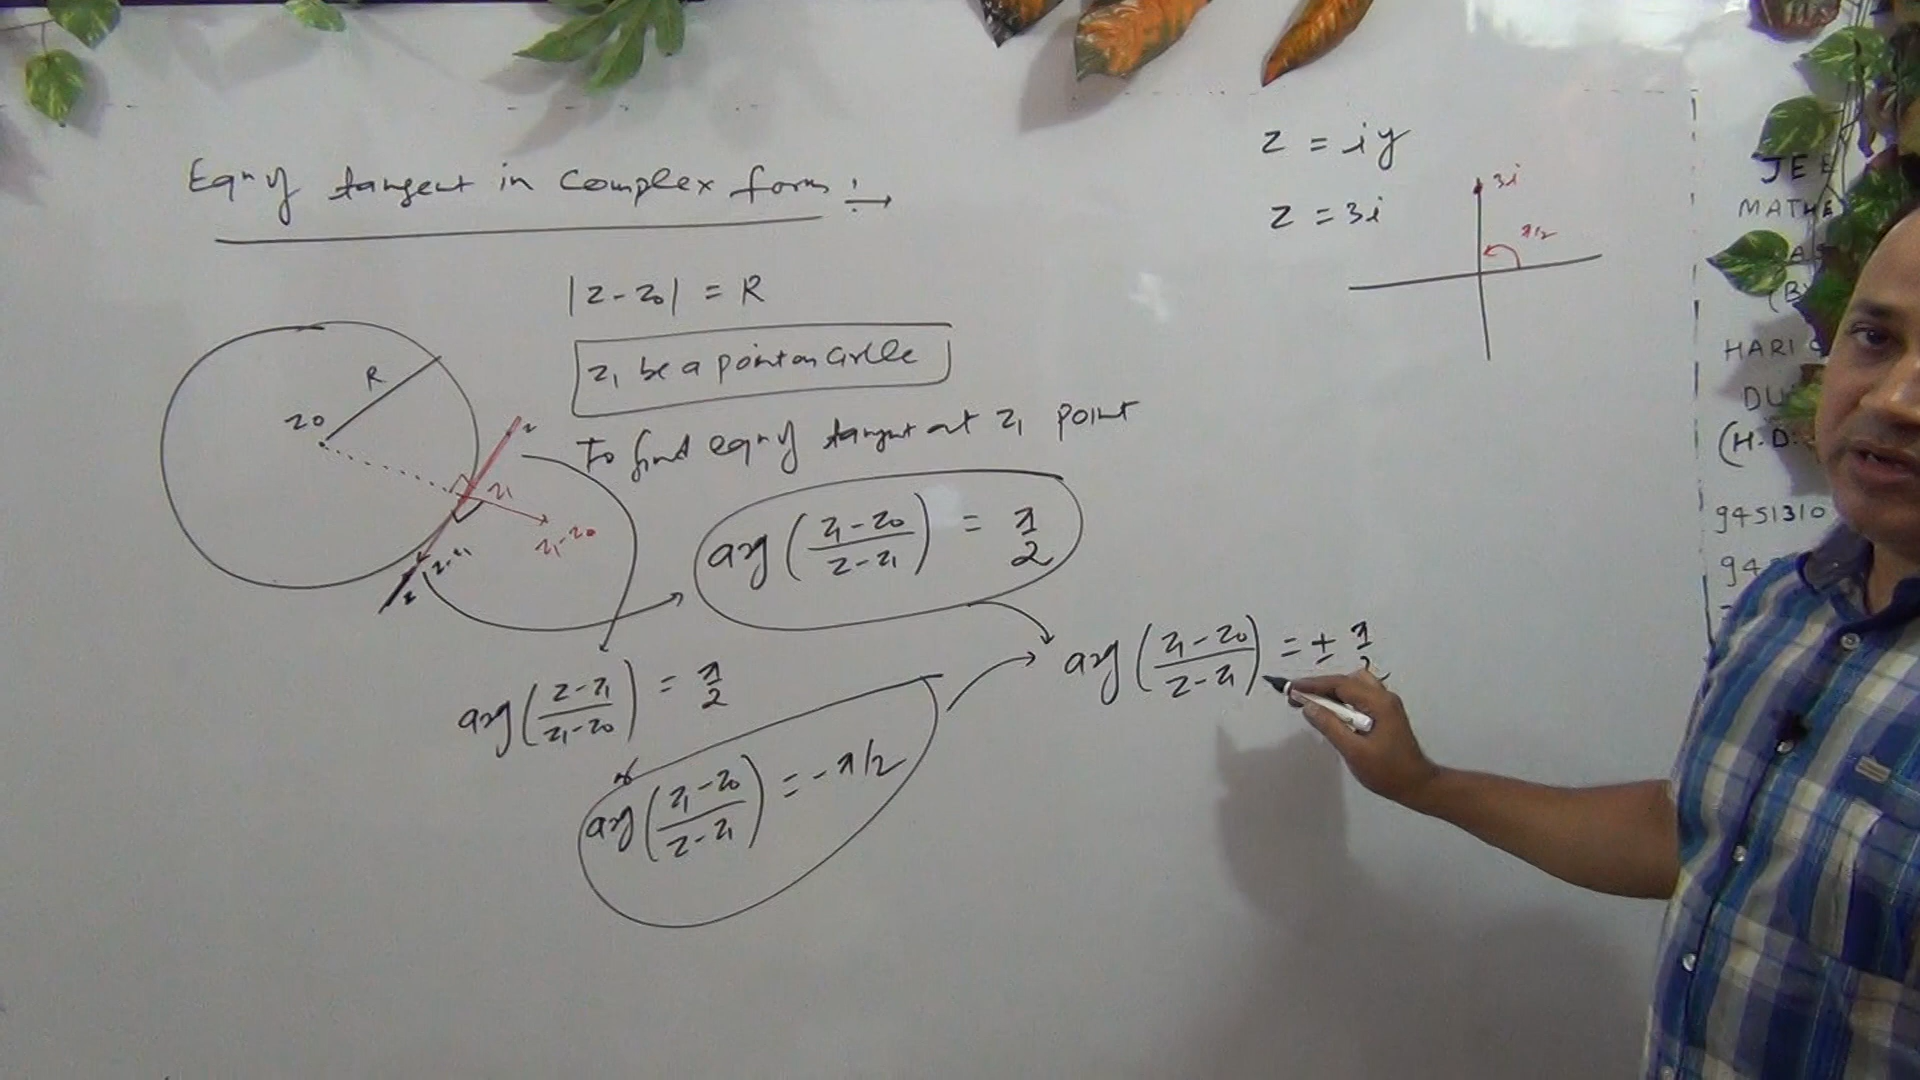 Eqn of tangent in complex form :→
|z - z0| = R
z1 be a point on circle
To find eqn of tangent at z1 point
R
z0
z
z1
z1-z0
z-z1
z
arg((z1-z0)/(z-z1)) = π/2
arg((z-z1)/(z1-z0)) = π/2
arg((z1-z0)/(z-z1)) = -π/2
arg((z1-z0)/(z-z1)) = ± π/2
z = iy
z = 3i
3i
π/2
JEE
MATHE
HARI
(H.D.
9451310